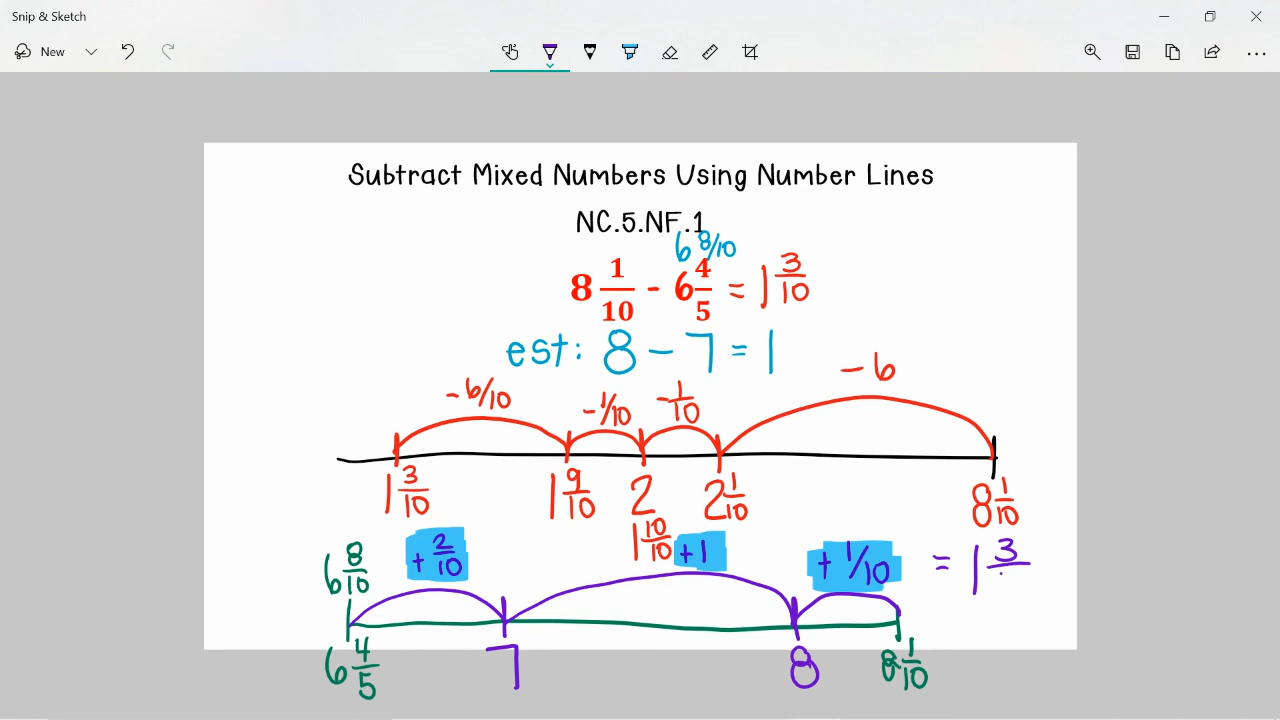 Snip & Sketch
New
Subtract Mixed Numbers Using Number Lines
NC.5.NF.1
6 8/10
8 1/10 - 6 4/5 = 1 3/10
est: 8 - 7 = 1
-6/10 -1/10 -1/10 -6
1 3/10 1 9/10 2 2 1/10 8 1/10
1 10/10
6 8/10 + 2/10 +1 + 1/10 = 1 3/
6 4/5 7 8 8 1/10